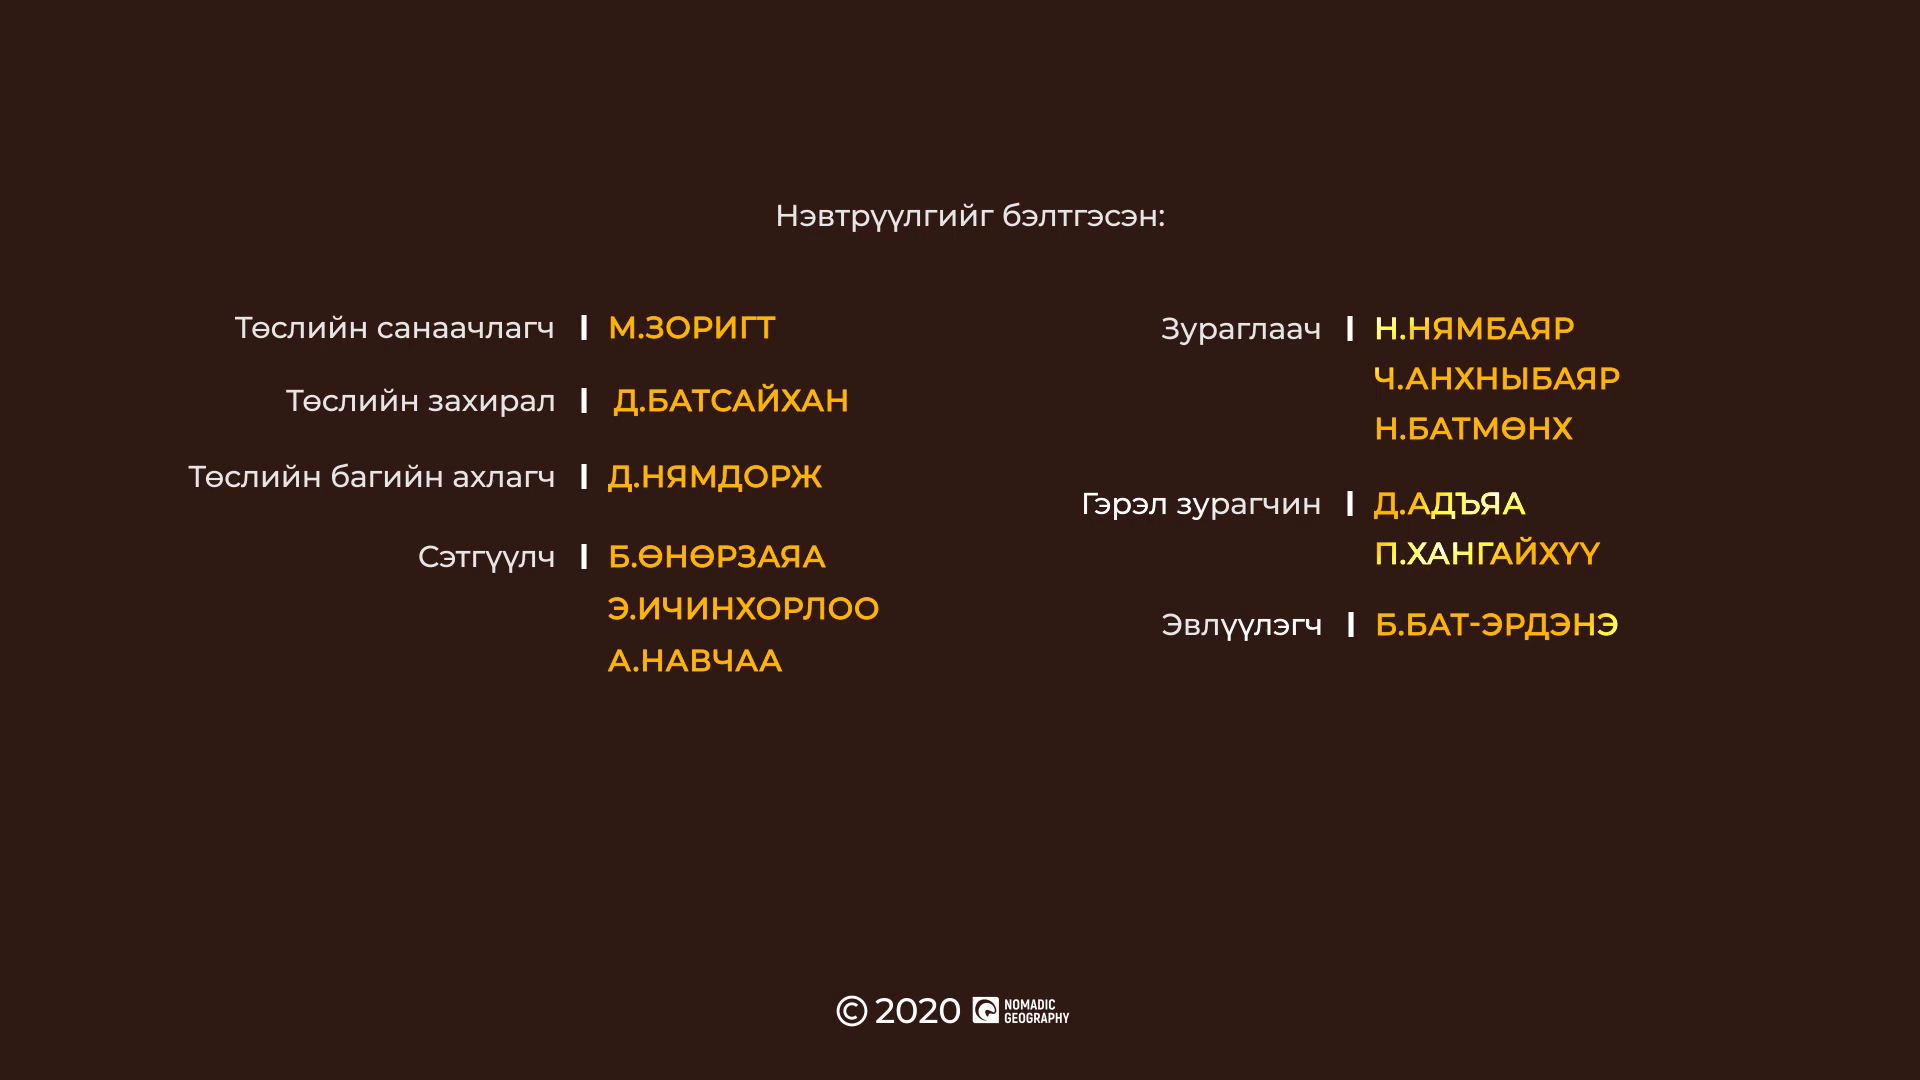 Нэвтрүүлгийг бэлтгэсэн:
Төслийн санаачлагч | М.ЗОРИГТ
Төслийн захирал | Д.БАТСАЙХАН
Төслийн багийн ахлагч | Д.НЯМДОРЖ
Сэтгүүлч | Б.ӨНӨРЗАЯА
Э.ИЧИНХОРЛОО
А.НАВЧАА
Зураглаач | Н.НЯМБАЯР
Ч.АНХНЫБАЯР
Н.БАТМӨНХ
Гэрэл зурагчин | Д.АДЪЯА
П.ХАНГАЙХҮҮ
Эвлүүлэгч | Б.БАТ-ЭРДЭНЭ
© 2020 NOMADIC
GEOGRAPHY